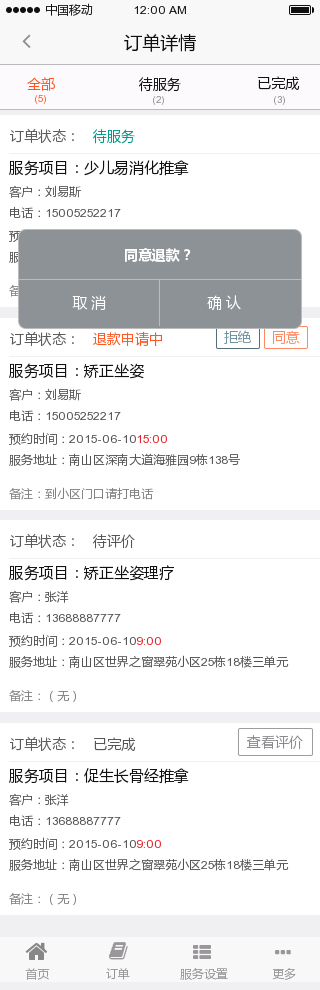 中国移动 12:00 AM
订单详情
全部 待服务 已完成
(5) (2) (3)
订单状态： 待服务
服务项目：少儿易消化推拿
客户：刘易斯
电话：15005252217
预
服
同意退款？
取消 确认
备
订单状态： 退款申请中 拒绝 同意
服务项目：矫正坐姿
客户：刘易斯
电话：15005252217
预约时间：2015-06-1015:00
服务地址：南山区深南大道海雅园9栋138号
备注：到小区门口请打电话
订单状态： 待评价
服务项目：矫正坐姿理疗
客户：张洋
电话：13688887777
预约时间：2015-06-109:00
服务地址：南山区世界之窗翠苑小区25栋18楼三单元
备注：（无）
订单状态： 已完成 查看评价
服务项目：促生长骨经推拿
客户：张洋
电话：13688887777
预约时间：2015-06-109:00
服务地址：南山区世界之窗翠苑小区25栋18楼三单元
备注：（无）
首页 订单 服务设置 更多